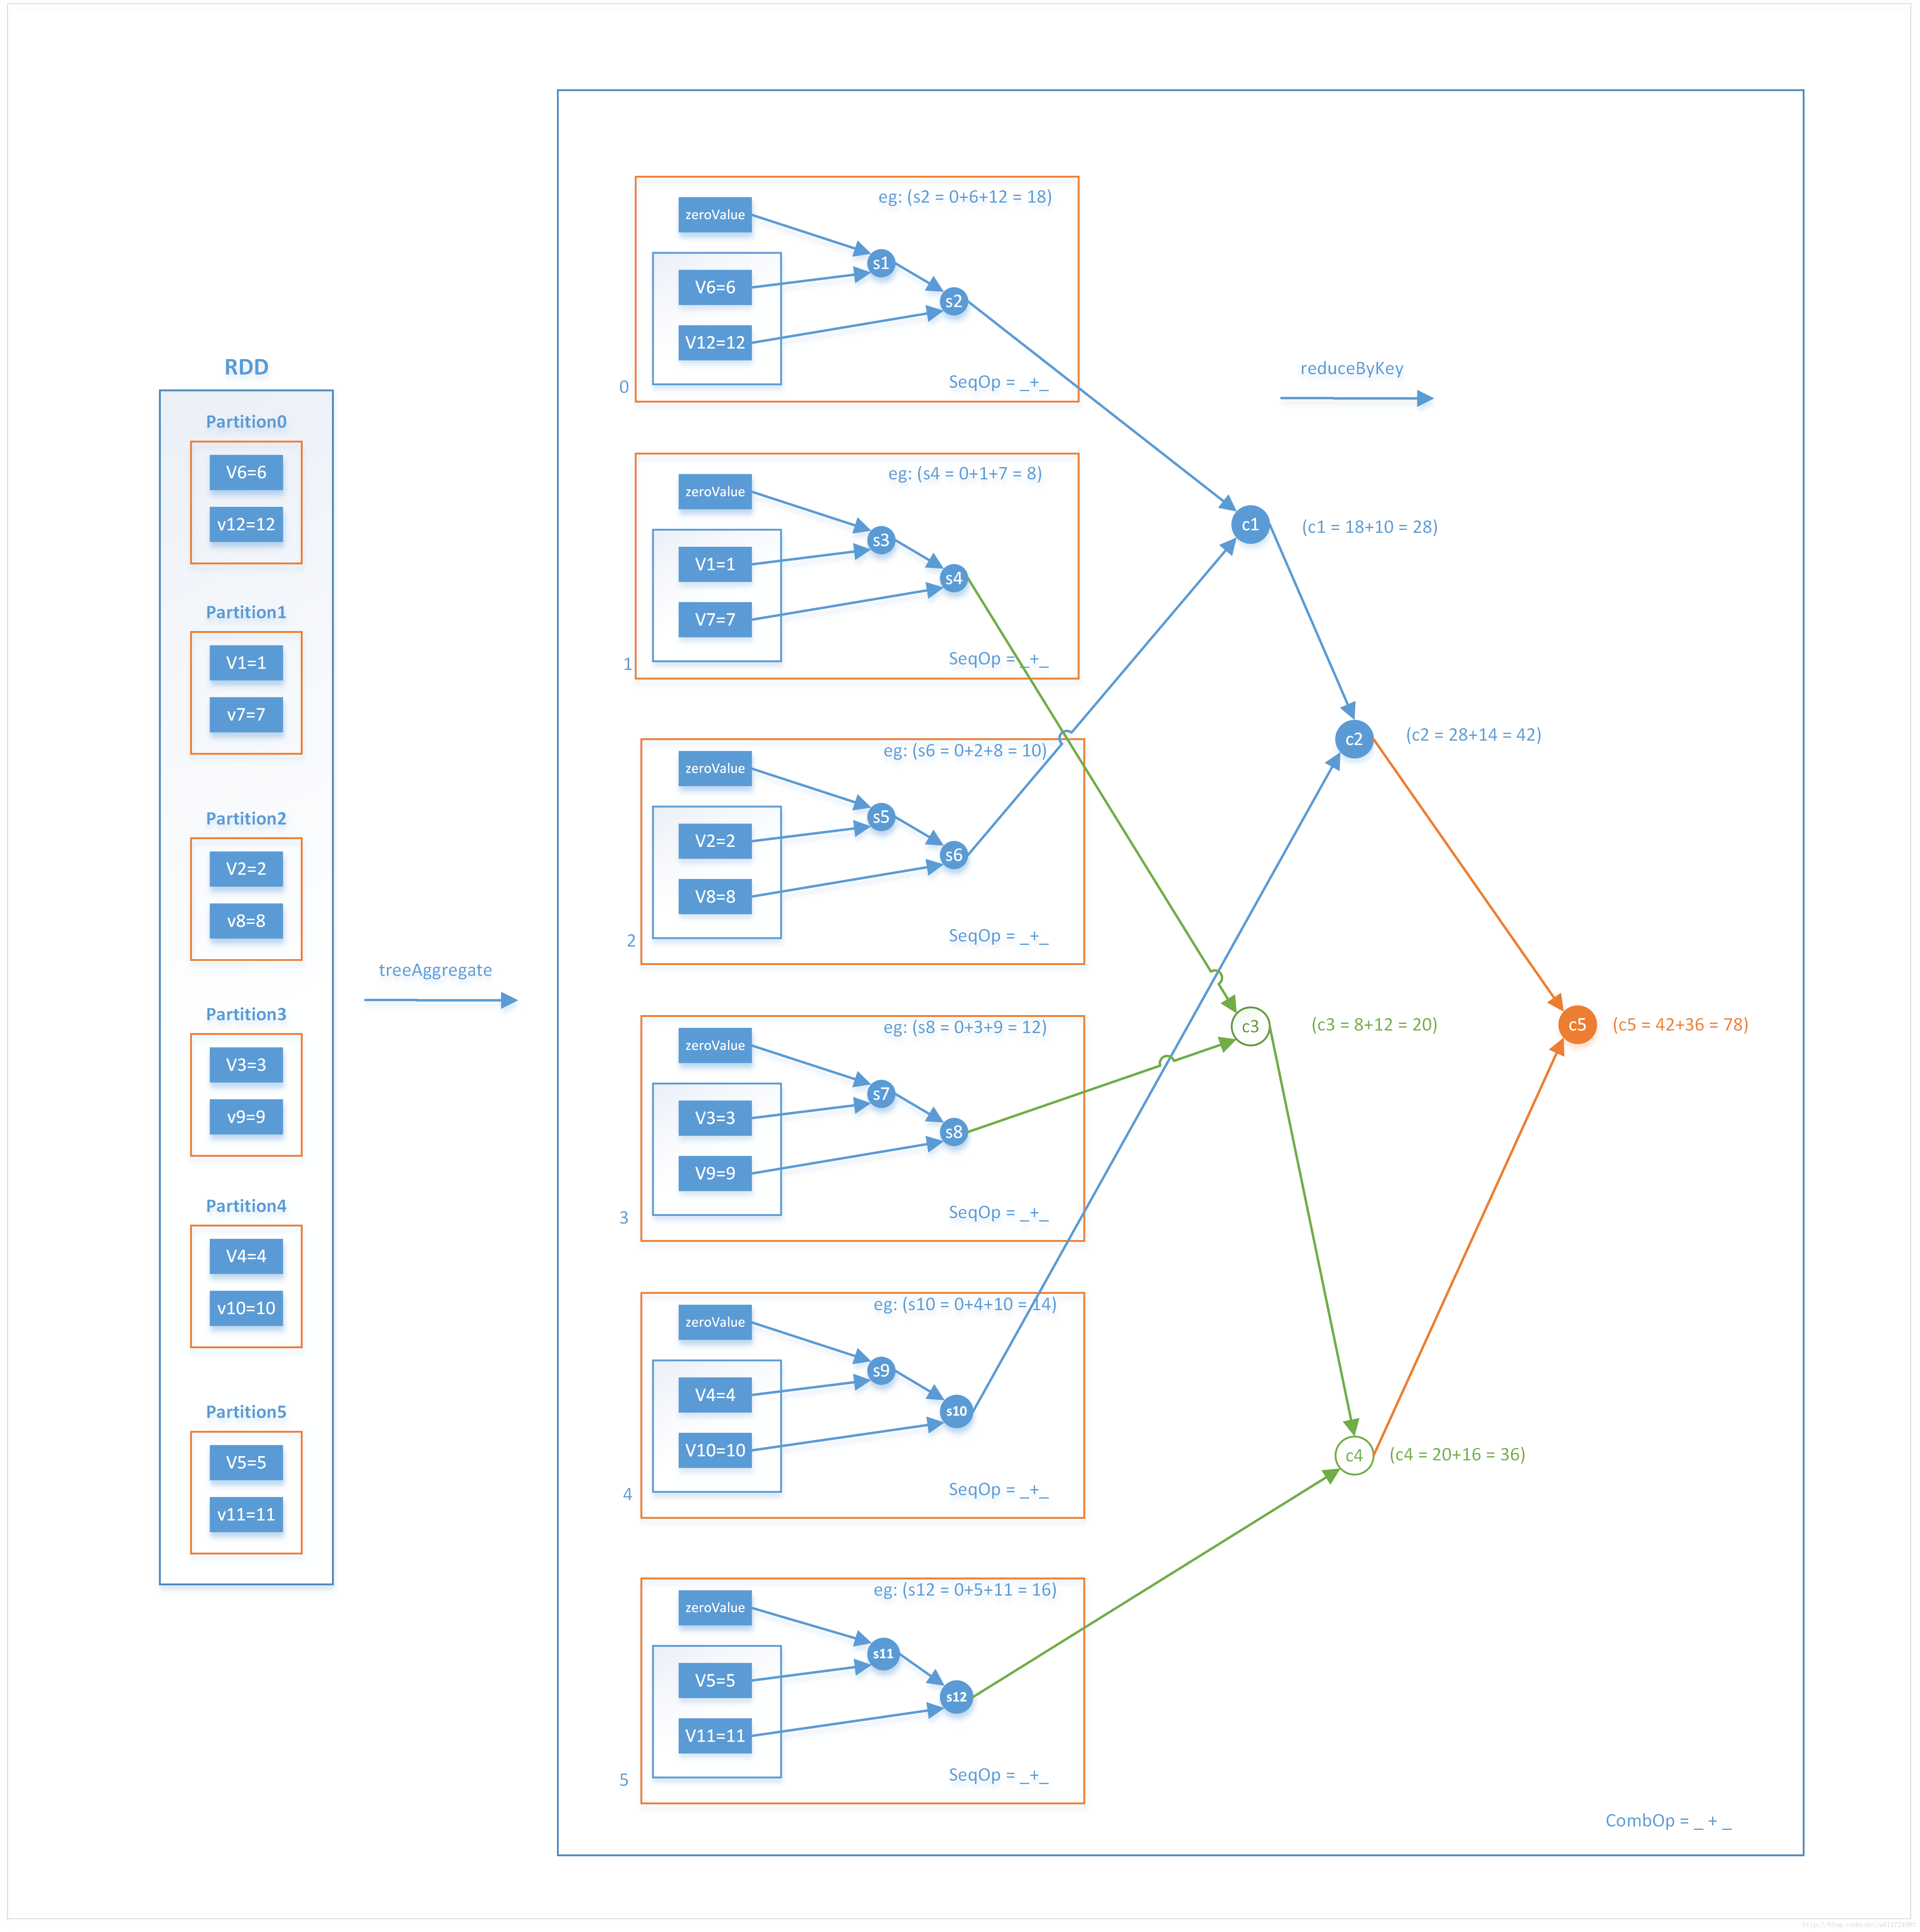 RDD
Partition0
V6=6
v12=12
Partition1
V1=1
v7=7
Partition2
V2=2
v8=8
Partition3
V3=3
v9=9
Partition4
V4=4
v10=10
Partition5
V5=5
v11=11
treeAggregate
eg: (s2 = 0+6+12 = 18)
zeroValue
s1
V6=6
s2
V12=12
SeqOp = _+_
0
eg: (s4 = 0+1+7 = 8)
zeroValue
s3
V1=1
s4
V7=7
SeqOp = _+_
1
eg: (s6 = 0+2+8 = 10)
zeroValue
s5
V2=2
s6
V8=8
SeqOp = _+_
2
eg: (s8 = 0+3+9 = 12)
zeroValue
s7
V3=3
s8
V9=9
SeqOp = _+_
3
eg: (s10 = 0+4+10 = 14)
zeroValue
s9
V4=4
s10
V10=10
SeqOp = _+_
4
eg: (s12 = 0+5+11 = 16)
zeroValue
s11
V5=5
s12
V11=11
SeqOp = _+_
5
reduceByKey
c1
(c1 = 18+10 = 28)
c2
(c2 = 28+14 = 42)
c3
(c3 = 8+12 = 20)
c5
(c5 = 42+36 = 78)
c4
(c4 = 20+16 = 36)
CombOp = _ + _